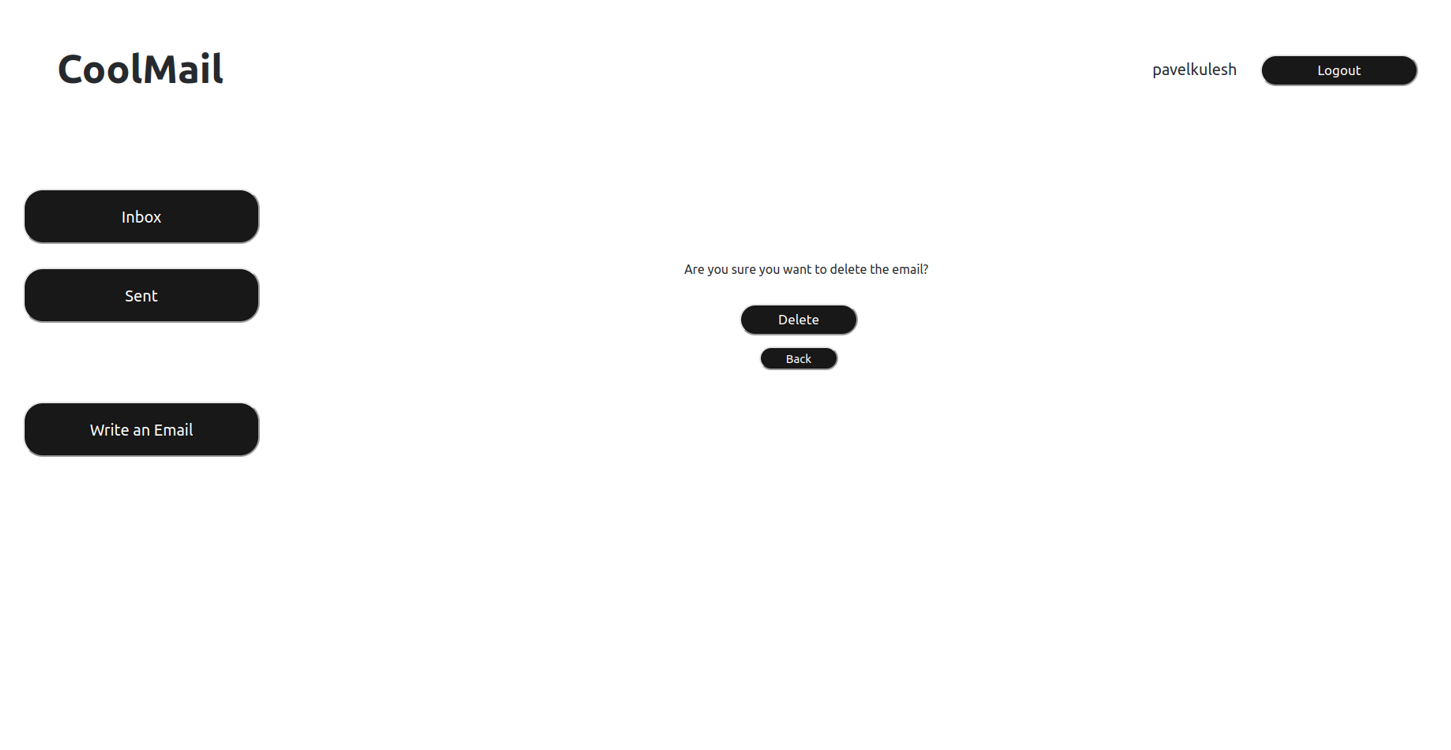 CoolMail
pavelkulesh
Logout
Inbox
Sent
Write an Email
Are you sure you want to delete the email?
Delete
Back